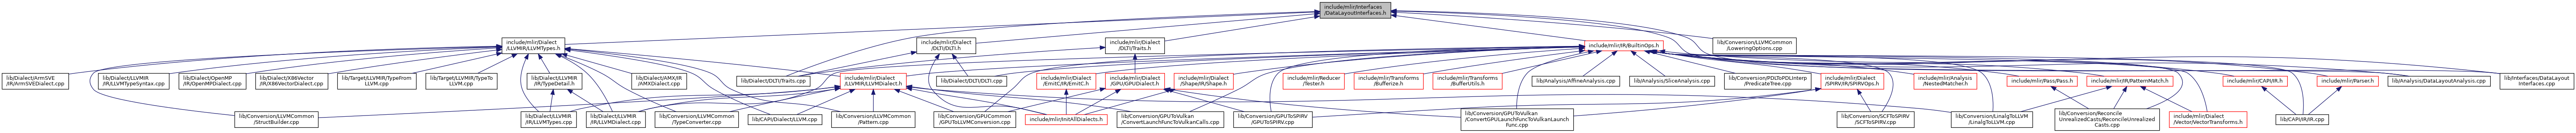 include/mlir/Interfaces
/DataLayoutInterfaces.h
include/mlir/Dialect
/LLVMIR/LLVMTypes.h
include/mlir/Dialect
/DLTI/DLTI.h
include/mlir/Dialect
/DLTI/Traits.h
include/mlir/IR/BuiltinOps.h
lib/Conversion/LLVMCommon
/LoweringOptions.cpp
lib/Dialect/ArmSVE
/IR/ArmSVEDialect.cpp
lib/Dialect/LLVMIR
/IR/LLVMTypeSyntax.cpp
lib/Dialect/OpenMP
/IR/OpenMPDialect.cpp
lib/Dialect/X86Vector
/IR/X86VectorDialect.cpp
lib/Target/LLVMIR/TypeFrom
LLVM.cpp
lib/Target/LLVMIR/TypeTo
LLVM.cpp
lib/Dialect/LLVMIR
/IR/TypeDetail.h
lib/Dialect/AMX/IR
/AMXDialect.cpp
lib/Dialect/DLTI/Traits.cpp
include/mlir/Dialect
/LLVMIR/LLVMDialect.h
lib/Dialect/DLTI/DLTI.cpp
include/mlir/Dialect
/EmitC/IR/EmitC.h
include/mlir/Dialect
/GPU/GPUDialect.h
include/mlir/Dialect
/Shape/IR/Shape.h
include/mlir/Reducer
/Tester.h
include/mlir/Transforms
/Bufferize.h
include/mlir/Transforms
/BufferUtils.h
lib/Analysis/AffineAnalysis.cpp
lib/Analysis/SliceAnalysis.cpp
lib/Conversion/PDLToPDLInterp
/PredicateTree.cpp
include/mlir/Dialect
/SPIRV/IR/SPIRVOps.h
include/mlir/Analysis
/NestedMatcher.h
include/mlir/Pass/Pass.h
include/mlir/IR/PatternMatch.h
include/mlir/CAPI/IR.h
include/mlir/Parser.h
lib/Analysis/DataLayoutAnalysis.cpp
lib/Interfaces/DataLayout
Interfaces.cpp
lib/Conversion/LLVMCommon
/StructBuilder.cpp
lib/Dialect/LLVMIR
/IR/LLVMTypes.cpp
lib/Dialect/LLVMIR
/IR/LLVMDialect.cpp
lib/Conversion/LLVMCommon
/TypeConverter.cpp
lib/CAPI/Dialect/LLVM.cpp
lib/Conversion/LLVMCommon
/Pattern.cpp
lib/Conversion/GPUCommon
/GPUToLLVMConversion.cpp
include/mlir/InitAllDialects.h
lib/Conversion/GPUToVulkan
/ConvertLaunchFuncToVulkanCalls.cpp
lib/Conversion/GPUToSPIRV
/GPUToSPIRV.cpp
lib/Conversion/GPUToVulkan
/ConvertGPULaunchFuncToVulkanLaunch
Func.cpp
lib/Conversion/SCFToSPIRV
/SCFToSPIRV.cpp
lib/Conversion/LinalgToLLVM
/LinalgToLLVM.cpp
lib/Conversion/Reconcile
UnrealizedCasts/ReconcileUnrealized
Casts.cpp
include/mlir/Dialect
/Vector/VectorTransforms.h
lib/CAPI/IR/IR.cpp